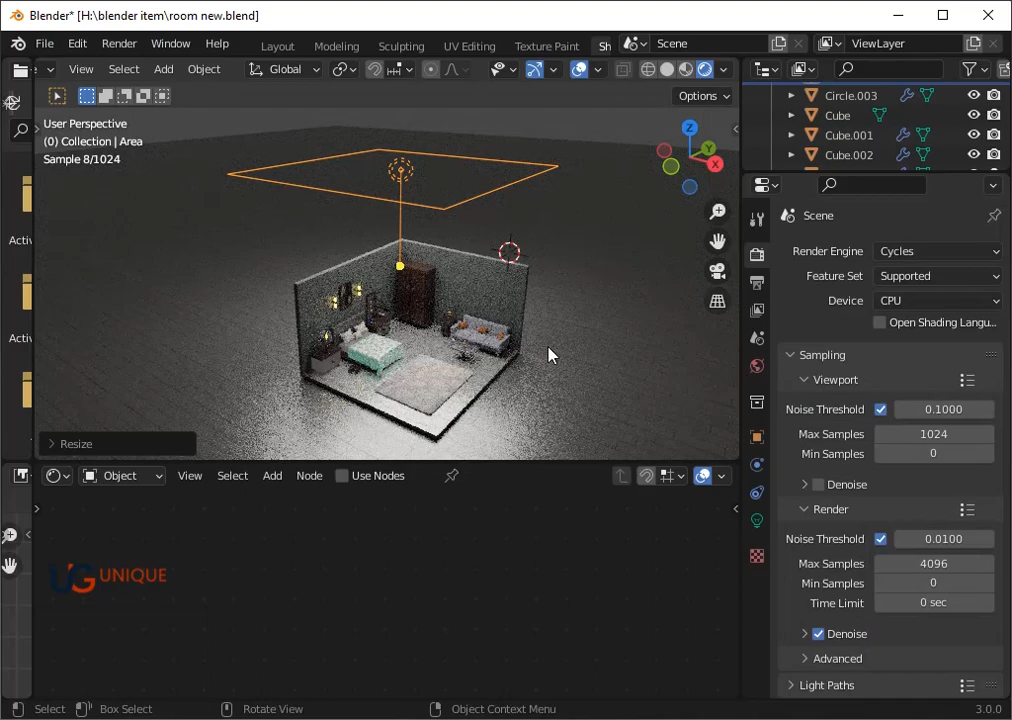 Blender* [H:\blender item\room new.blend]
File Edit Render Window Help Layout Modeling Sculpting UV Editing Texture Paint Sh Scene ViewLayer
View Select Add Object Global
Options
User Perspective
(0) Collection | Area
Sample 8/1024
Z
Y
X
Circle.003
Cube
Cube.001
Cube.002
Scene
Render Engine Cycles
Feature Set Supported
Device CPU
Open Shading Langu...
Sampling
Viewport
Noise Threshold 0.1000
Max Samples 1024
Min Samples 0
Denoise
Render
Noise Threshold 0.0100
Max Samples 4096
Min Samples 0
Time Limit 0 sec
Denoise
Advanced
Light Paths
Activ
Activ
Resize
Object View Select Add Node Use Nodes
UG UNIQUE
Select Box Select Rotate View Object Context Menu 3.0.0